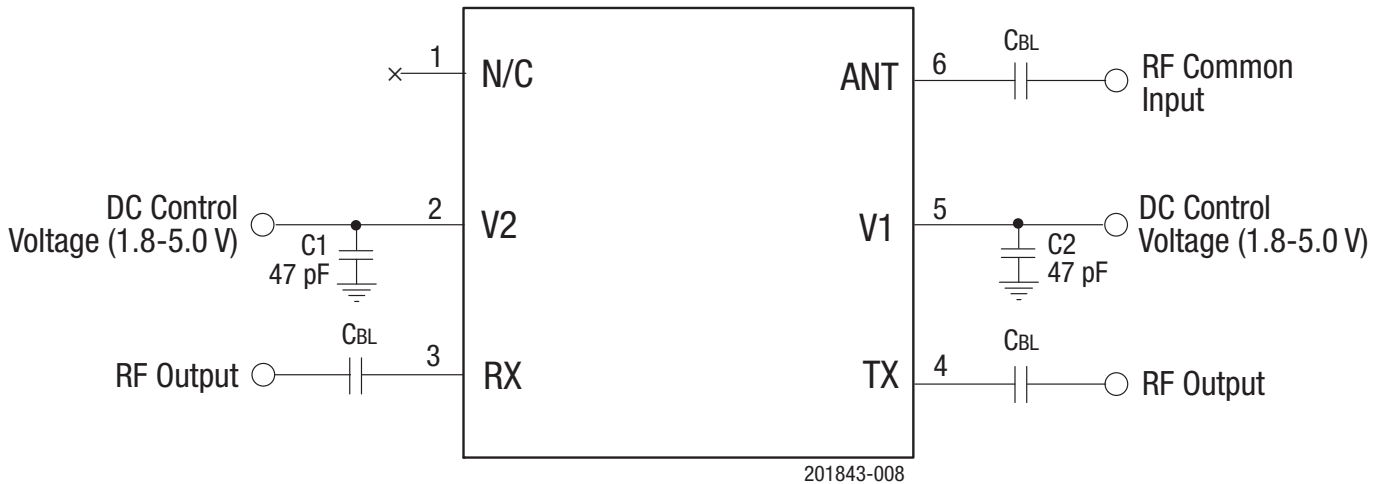 1
N/C
ANT
6
CBL
RF Common
Input
DC Control
Voltage (1.8-5.0 V)
2
V2
C1
47 pF
V1
5
C2
47 pF
DC Control
Voltage (1.8-5.0 V)
RF Output
CBL
3
RX
TX
4
CBL
RF Output
201843-008